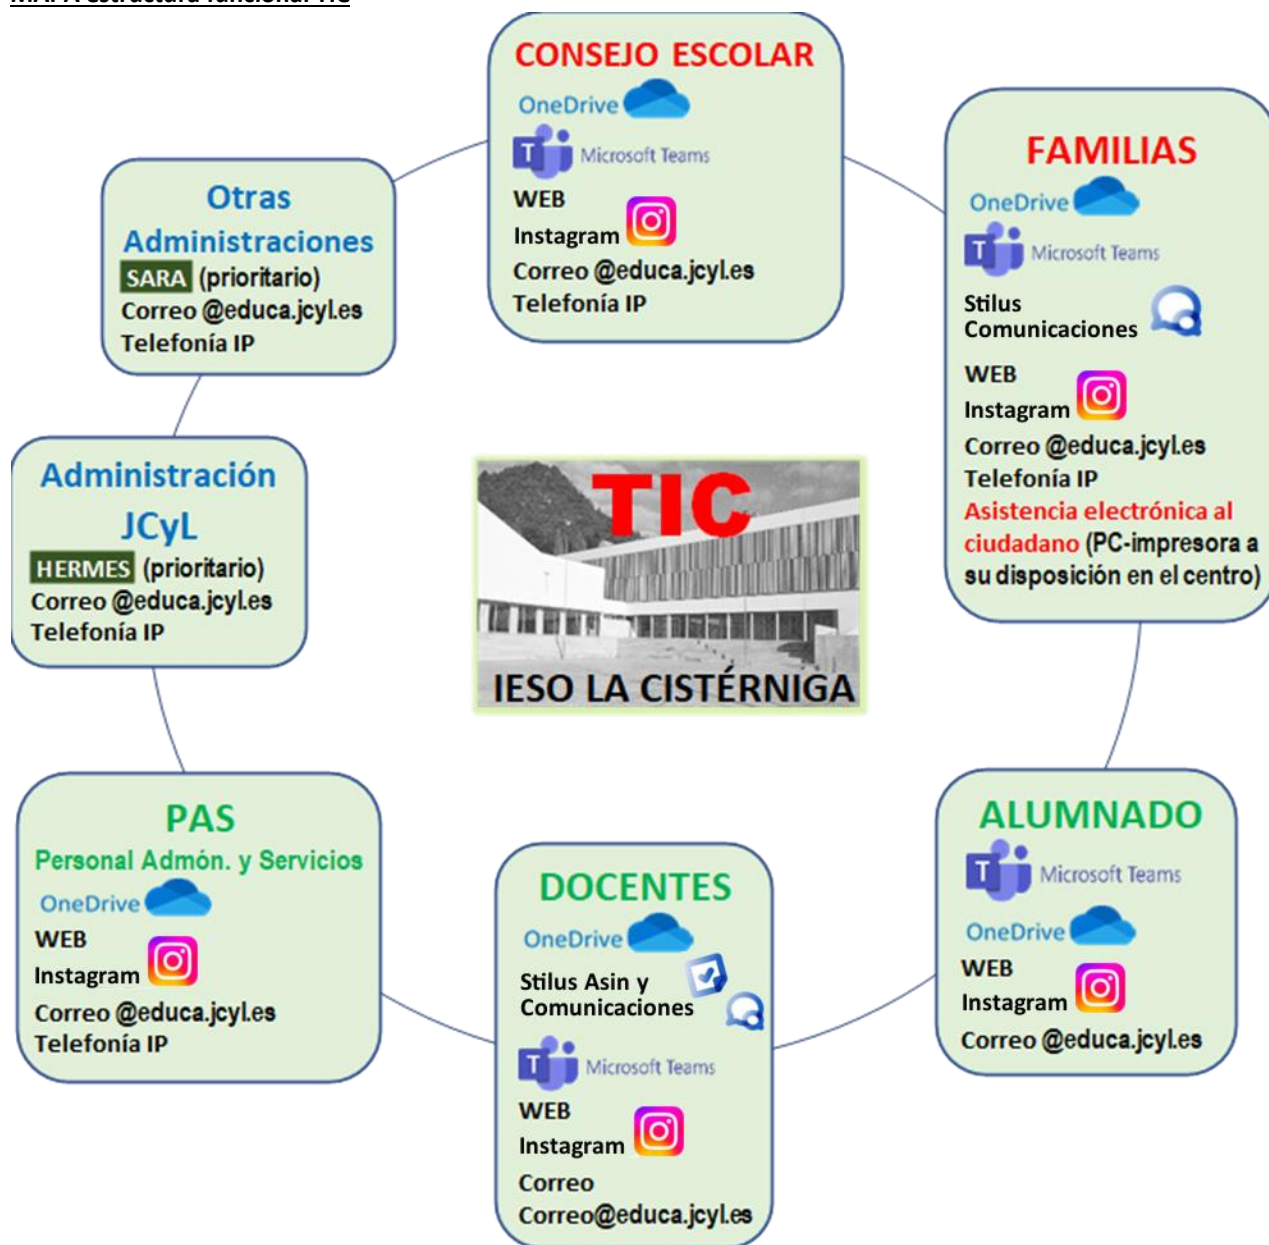 MAPA estructura funcional TIC
CONSEJO ESCOLAR
OneDrive
Microsoft Teams
WEB
Instagram
Correo @educa.jcyl.es
Telefonía IP
FAMILIAS
OneDrive
Microsoft Teams
Stilus
Comunicaciones
WEB
Instagram
Correo @educa.jcyl.es
Telefonía IP
Asistencia electrónica al
ciudadano (PC-impresora a
su disposición en el centro)
Otras
Administraciones
SARA (prioritario)
Correo @educa.jcyl.es
Telefonía IP
Administración
JCyL
HERMES (prioritario)
Correo @educa.jcyl.es
Telefonía IP
TIC
IESO LA CISTÉRNIGA
PAS
Personal Admón. y Servicios
OneDrive
WEB
Instagram
Correo @educa.jcyl.es
Telefonía IP
DOCENTES
OneDrive
Stilus Asin y
Comunicaciones
Microsoft Teams
WEB
Instagram
Correo
Correo@educa.jcyl.es
ALUMNADO
Microsoft Teams
OneDrive
WEB
Instagram
Correo @educa.jcyl.es